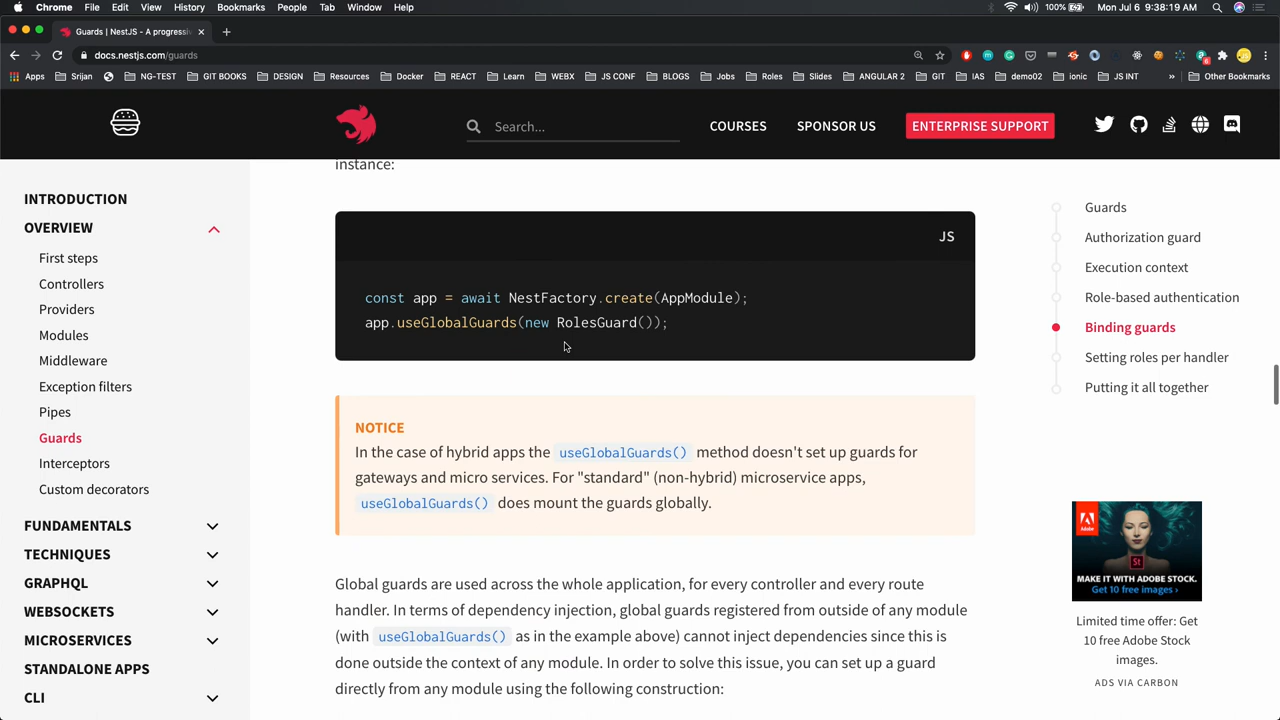 Chrome File Edit View History Bookmarks People Tab Window Help
100% Mon Jul 6 9:38:19 AM
Guards | NestJS - A progressi
docs.nestjs.com/guards
Apps Srijan NG-TEST GIT BOOKS DESIGN Resources Docker REACT Learn WEBX JS CONF BLOGS Jobs Roles Slides ANGULAR 2 GIT IAS demo02 ionic JS INT » Other Bookmarks
Search... COURSES SPONSOR US ENTERPRISE SUPPORT
INTRODUCTION
OVERVIEW
First steps
Controllers
Providers
Modules
Middleware
Exception filters
Pipes
Guards
Interceptors
Custom decorators
FUNDAMENTALS
TECHNIQUES
GRAPHQL
WEBSOCKETS
MICROSERVICES
STANDALONE APPS
CLI
instance:
JS
const app = await NestFactory.create(AppModule);
app.useGlobalGuards(new RolesGuard());
NOTICE
In the case of hybrid apps the useGlobalGuards() method doesn't set up guards for
gateways and micro services. For "standard" (non-hybrid) microservice apps,
useGlobalGuards() does mount the guards globally.
Global guards are used across the whole application, for every controller and every route
handler. In terms of dependency injection, global guards registered from outside of any module
(with useGlobalGuards() as in the example above) cannot inject dependencies since this is
done outside the context of any module. In order to solve this issue, you can set up a guard
directly from any module using the following construction:
Guards
Authorization guard
Execution context
Role-based authentication
Binding guards
Setting roles per handler
Putting it all together
Adobe
St
MAKE IT WITH ADOBE STOCK.
Get 10 free images ›
Limited time offer: Get
10 free Adobe Stock
images.
ADS VIA CARBON